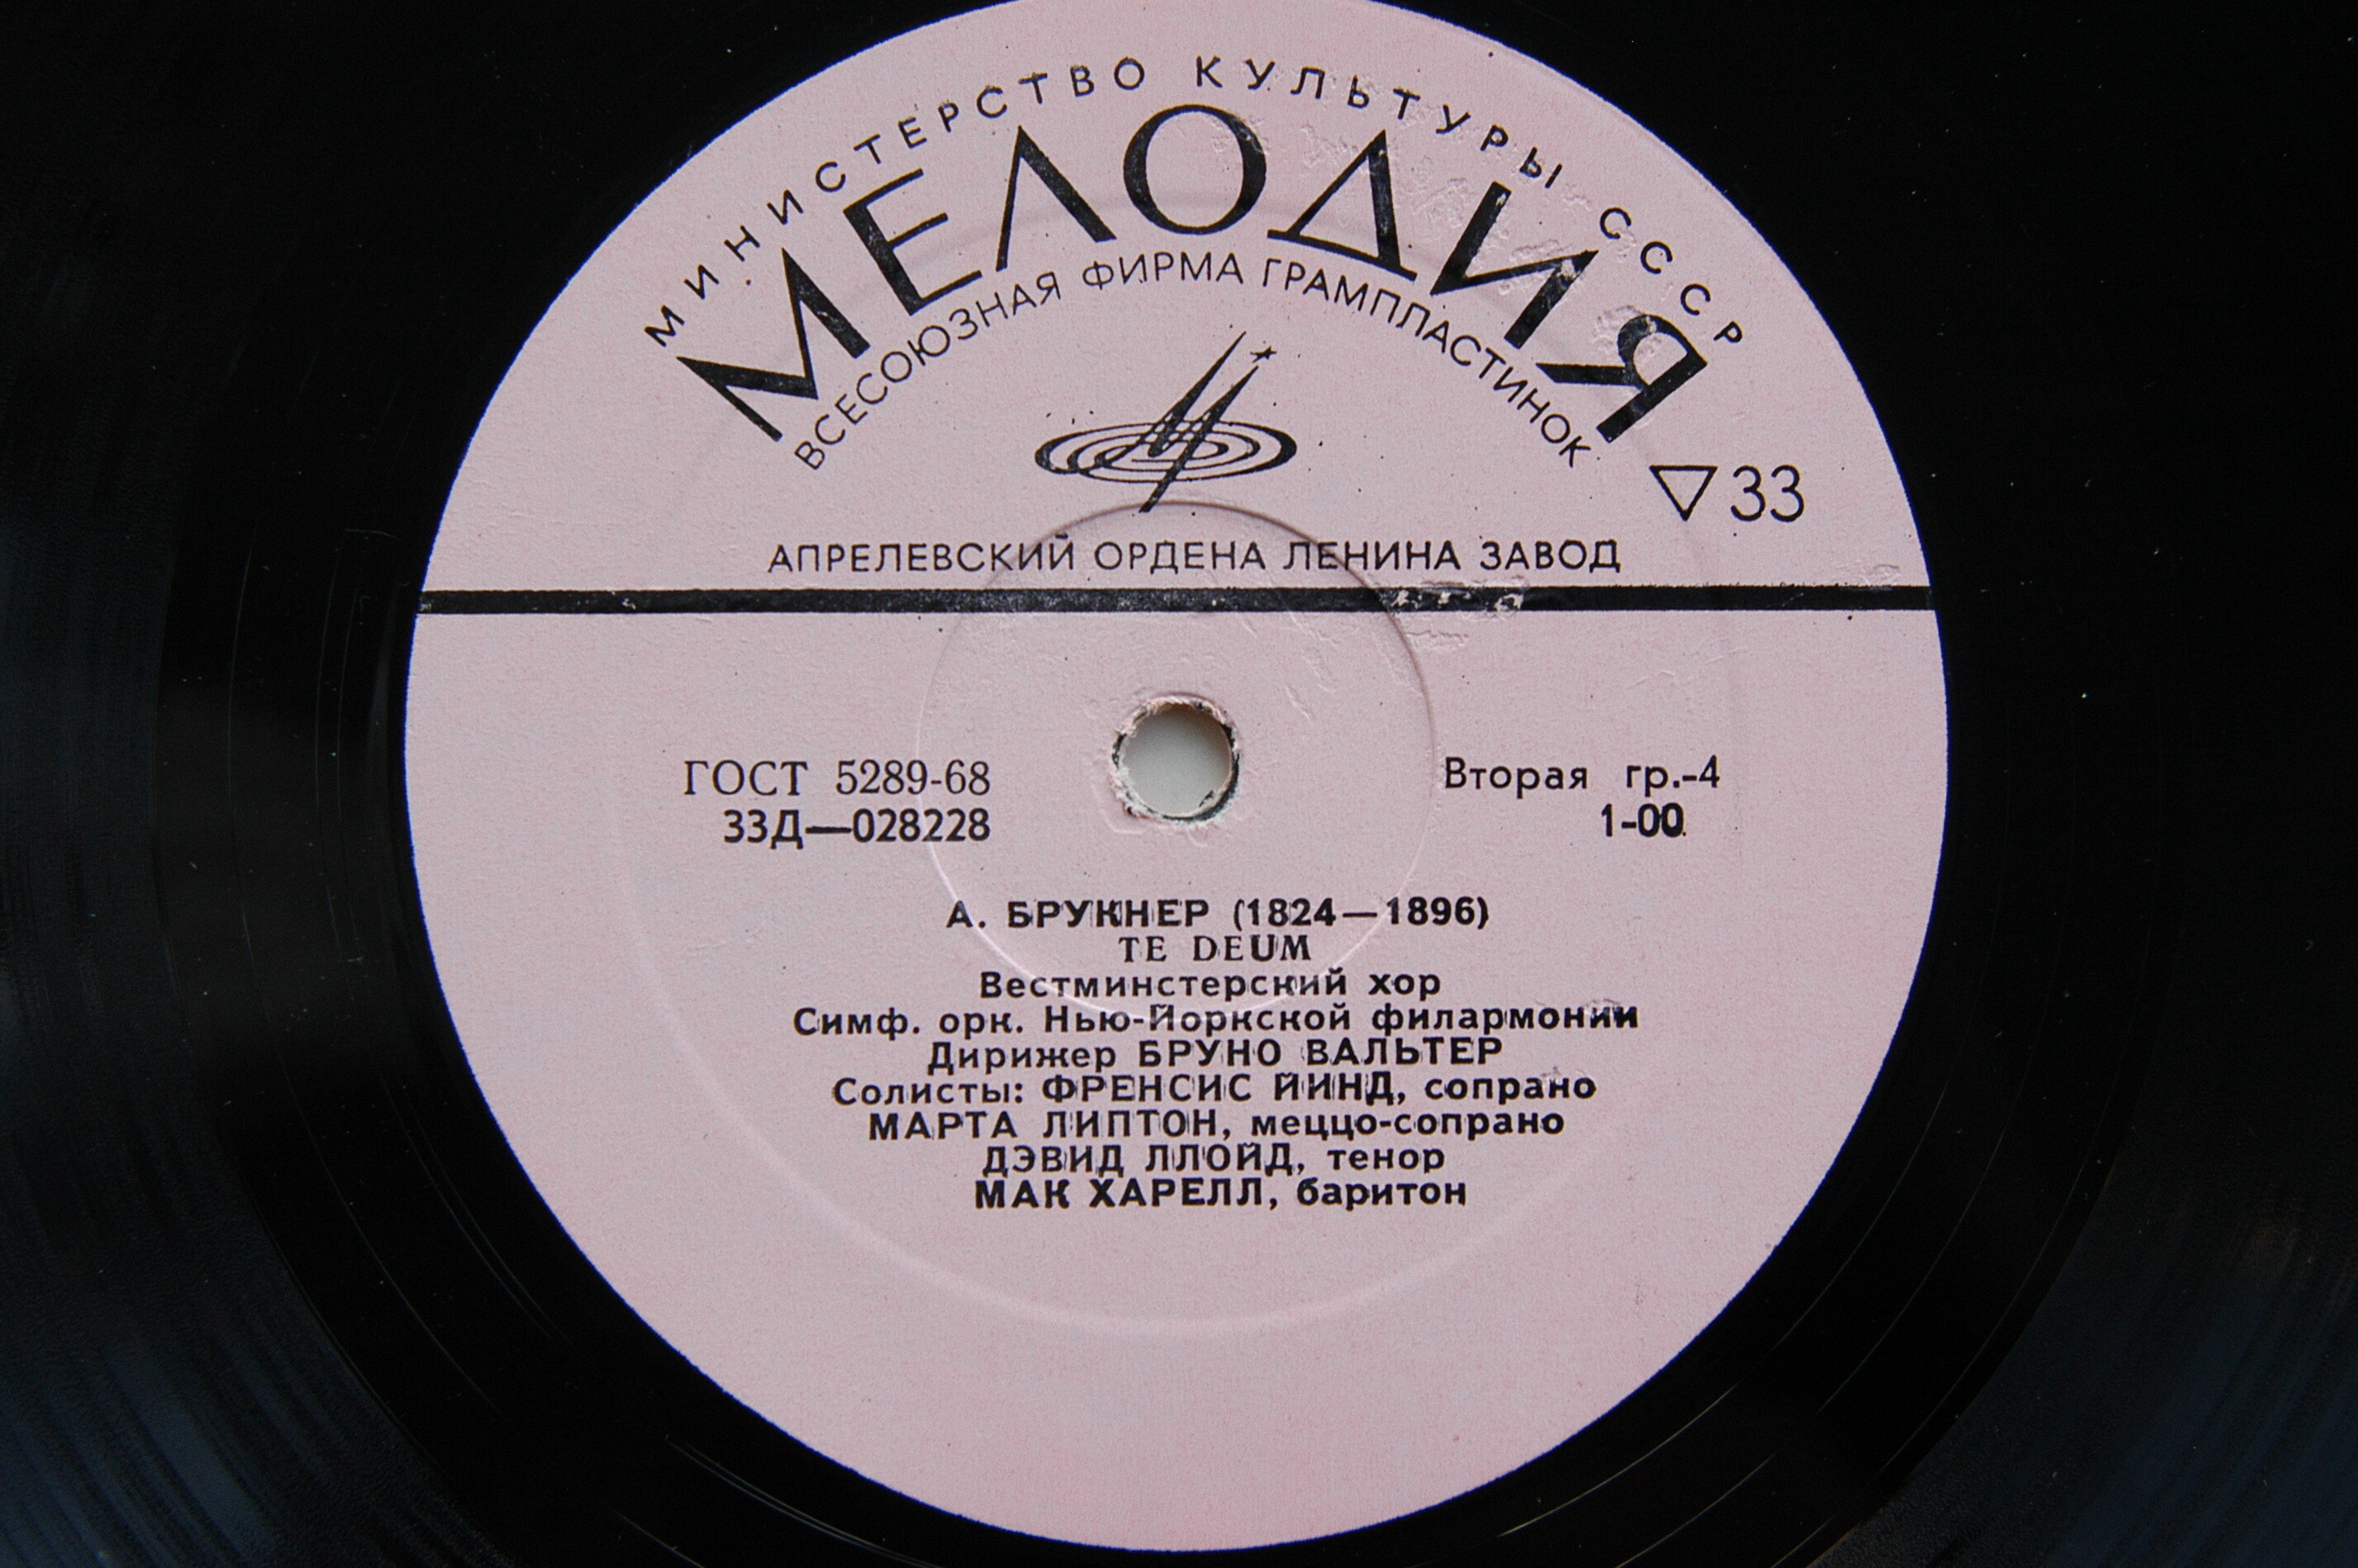 МИНИСТЕРСТВО КУЛЬТУРЫ СССР
МЕЛОДИЯ
ВСЕСОЮЗНАЯ ФИРМА ГРАМПЛАСТИНОК
33
АПРЕЛЕВСКИЙ ОРДЕНА ЛЕНИНА ЗАВОД
ГОСТ 5289-68
Вторая гр.-4
33Д—028228
1-00
А. БРУКНЕР (1824—1896)
TE DEUM
Вестминстерский хор
Симф. орк. Нью-Йоркской филармонии
Дирижер БРУНО ВАЛЬТЕР
Солисты: ФРЕНСИС ЙИНД, сопрано
МАРТА ЛИПТОН, меццо-сопрано
ДЭВИД ЛЛОЙД, тенор
МАК ХАРЕЛЛ, баритон